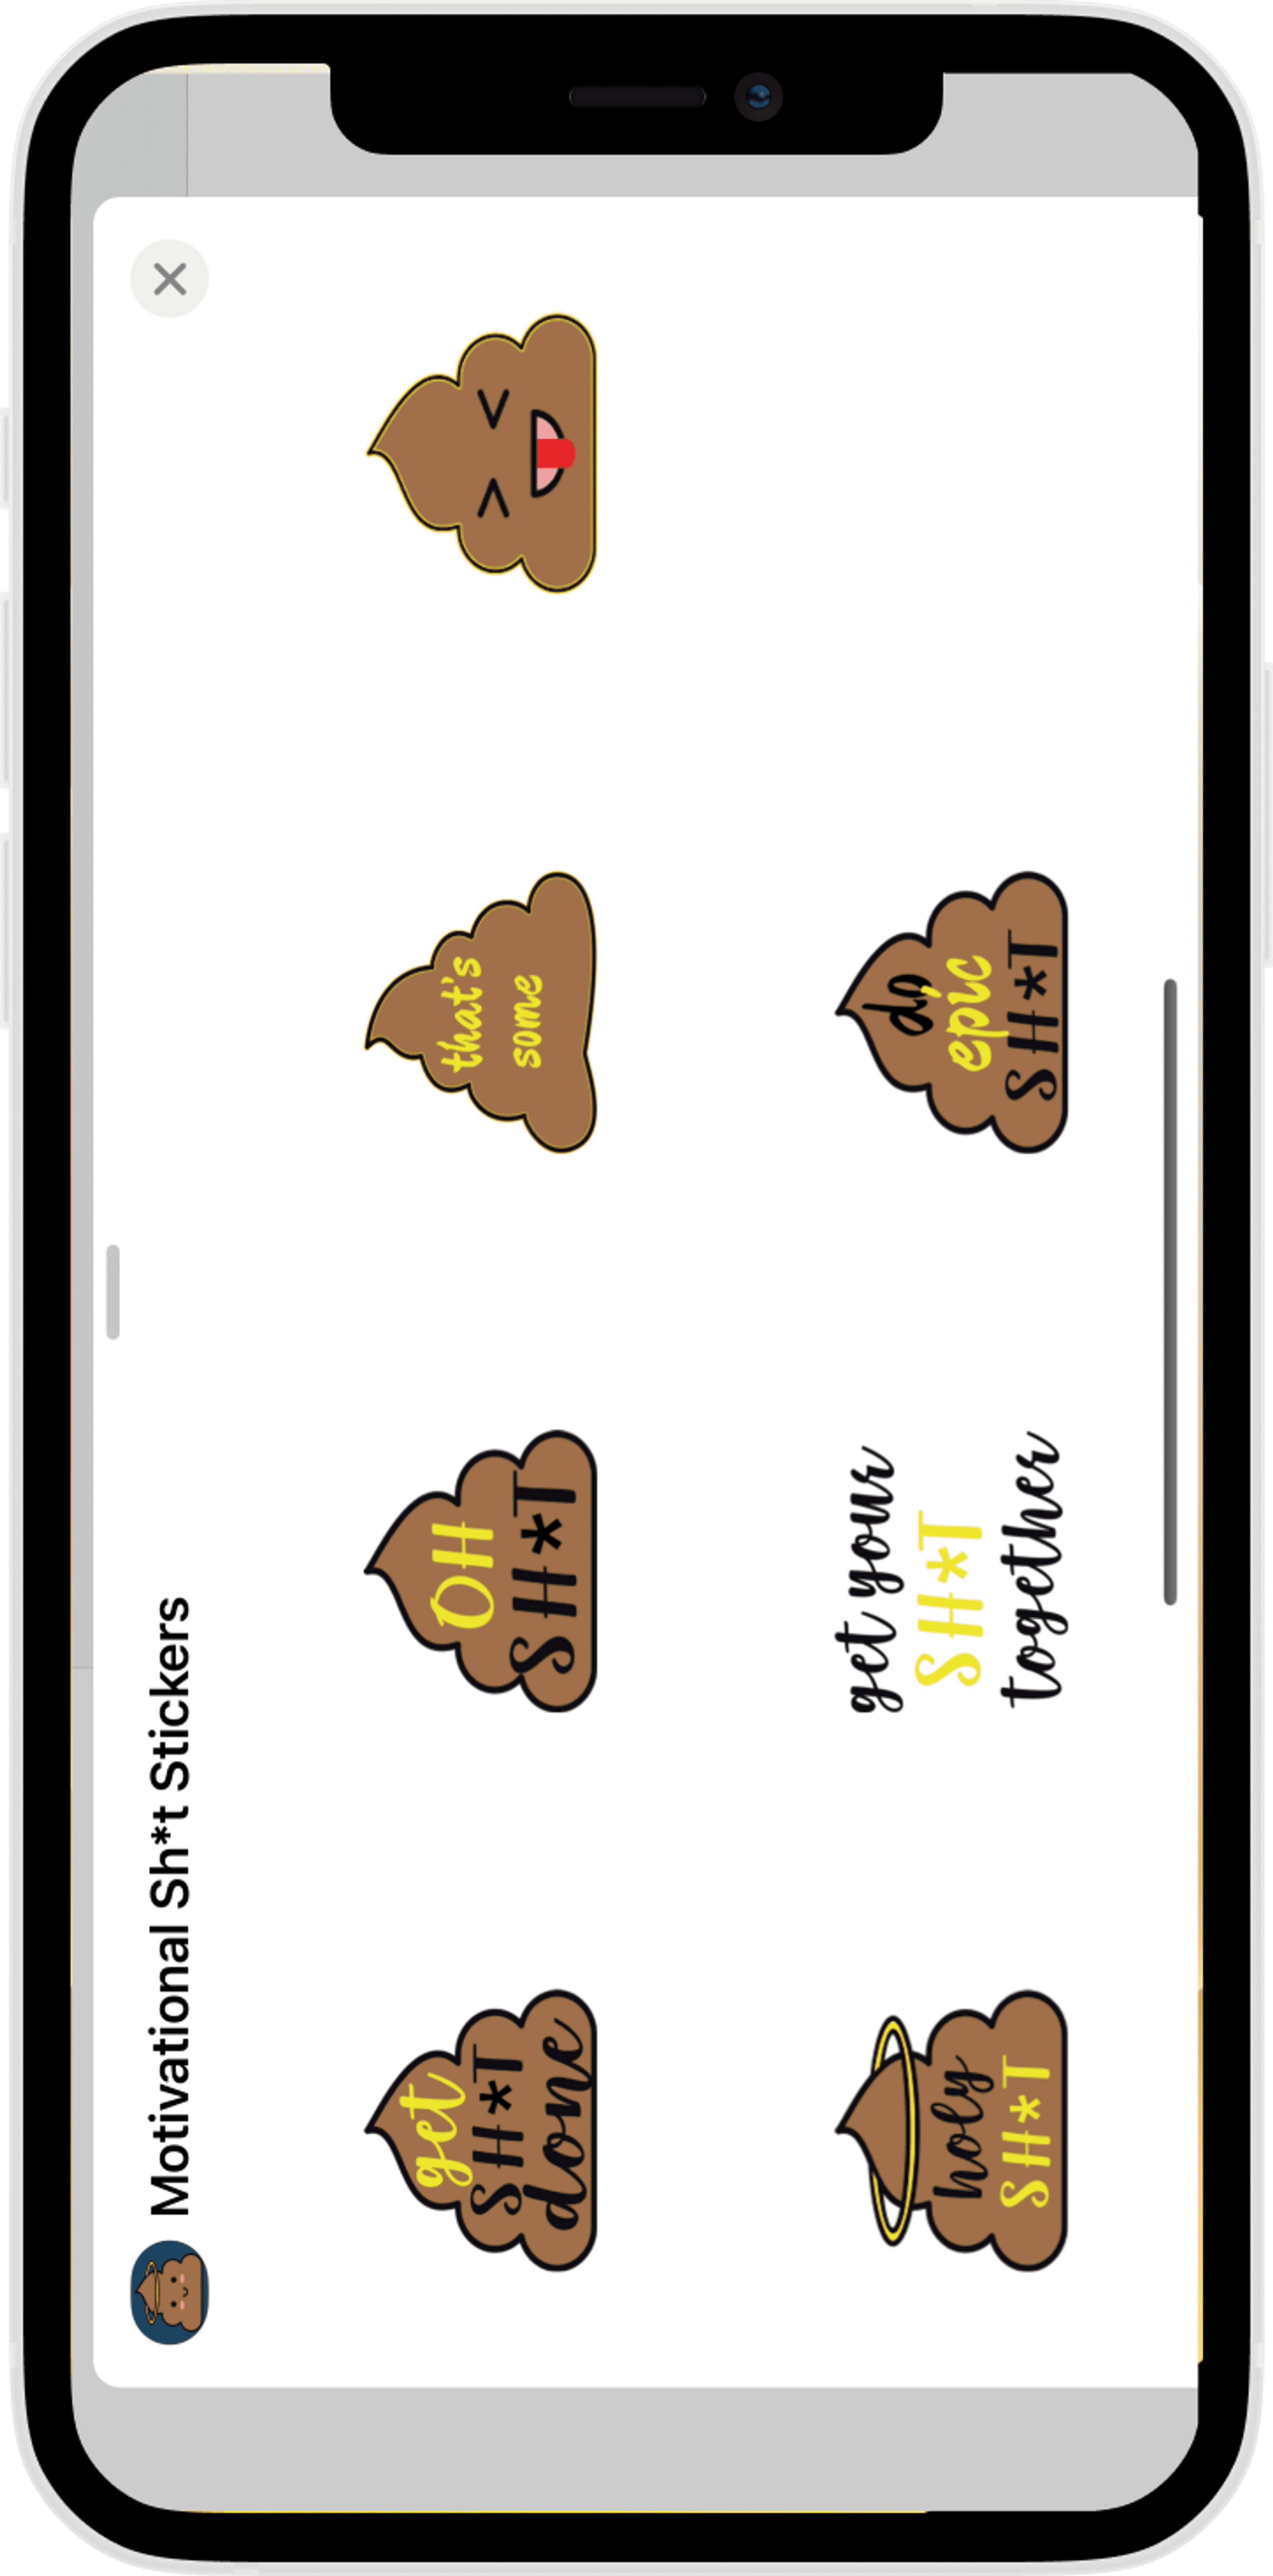 Motivational Sh*t Stickers
get
SH*T
done
OH
SH*T
that's
some
holy
SH*T
get your
SH*T
together
do
epic
SH*T